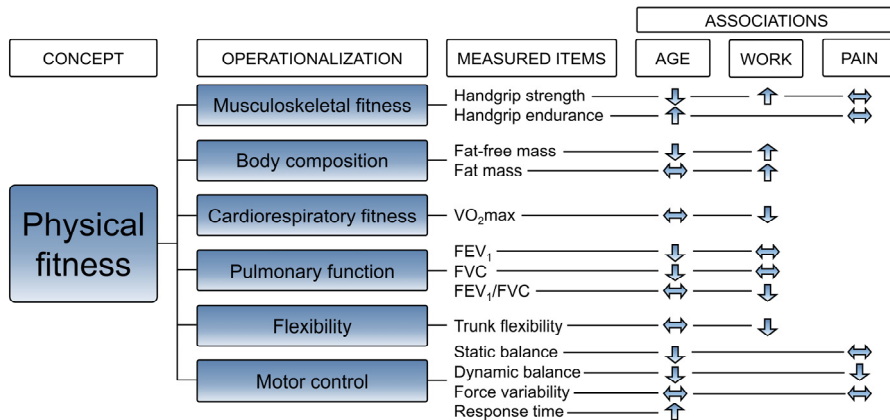 ASSOCIATIONS
CONCEPT
OPERATIONALIZATION
MEASURED ITEMS
AGE
WORK
PAIN
Physical
fitness
Musculoskeletal fitness
Handgrip strength
Handgrip endurance
Body composition
Fat-free mass
Fat mass
Cardiorespiratory fitness
VO₂max
Pulmonary function
FEV₁
FVC
FEV₁/FVC
Flexibility
Trunk flexibility
Motor control
Static balance
Dynamic balance
Force variability
Response time